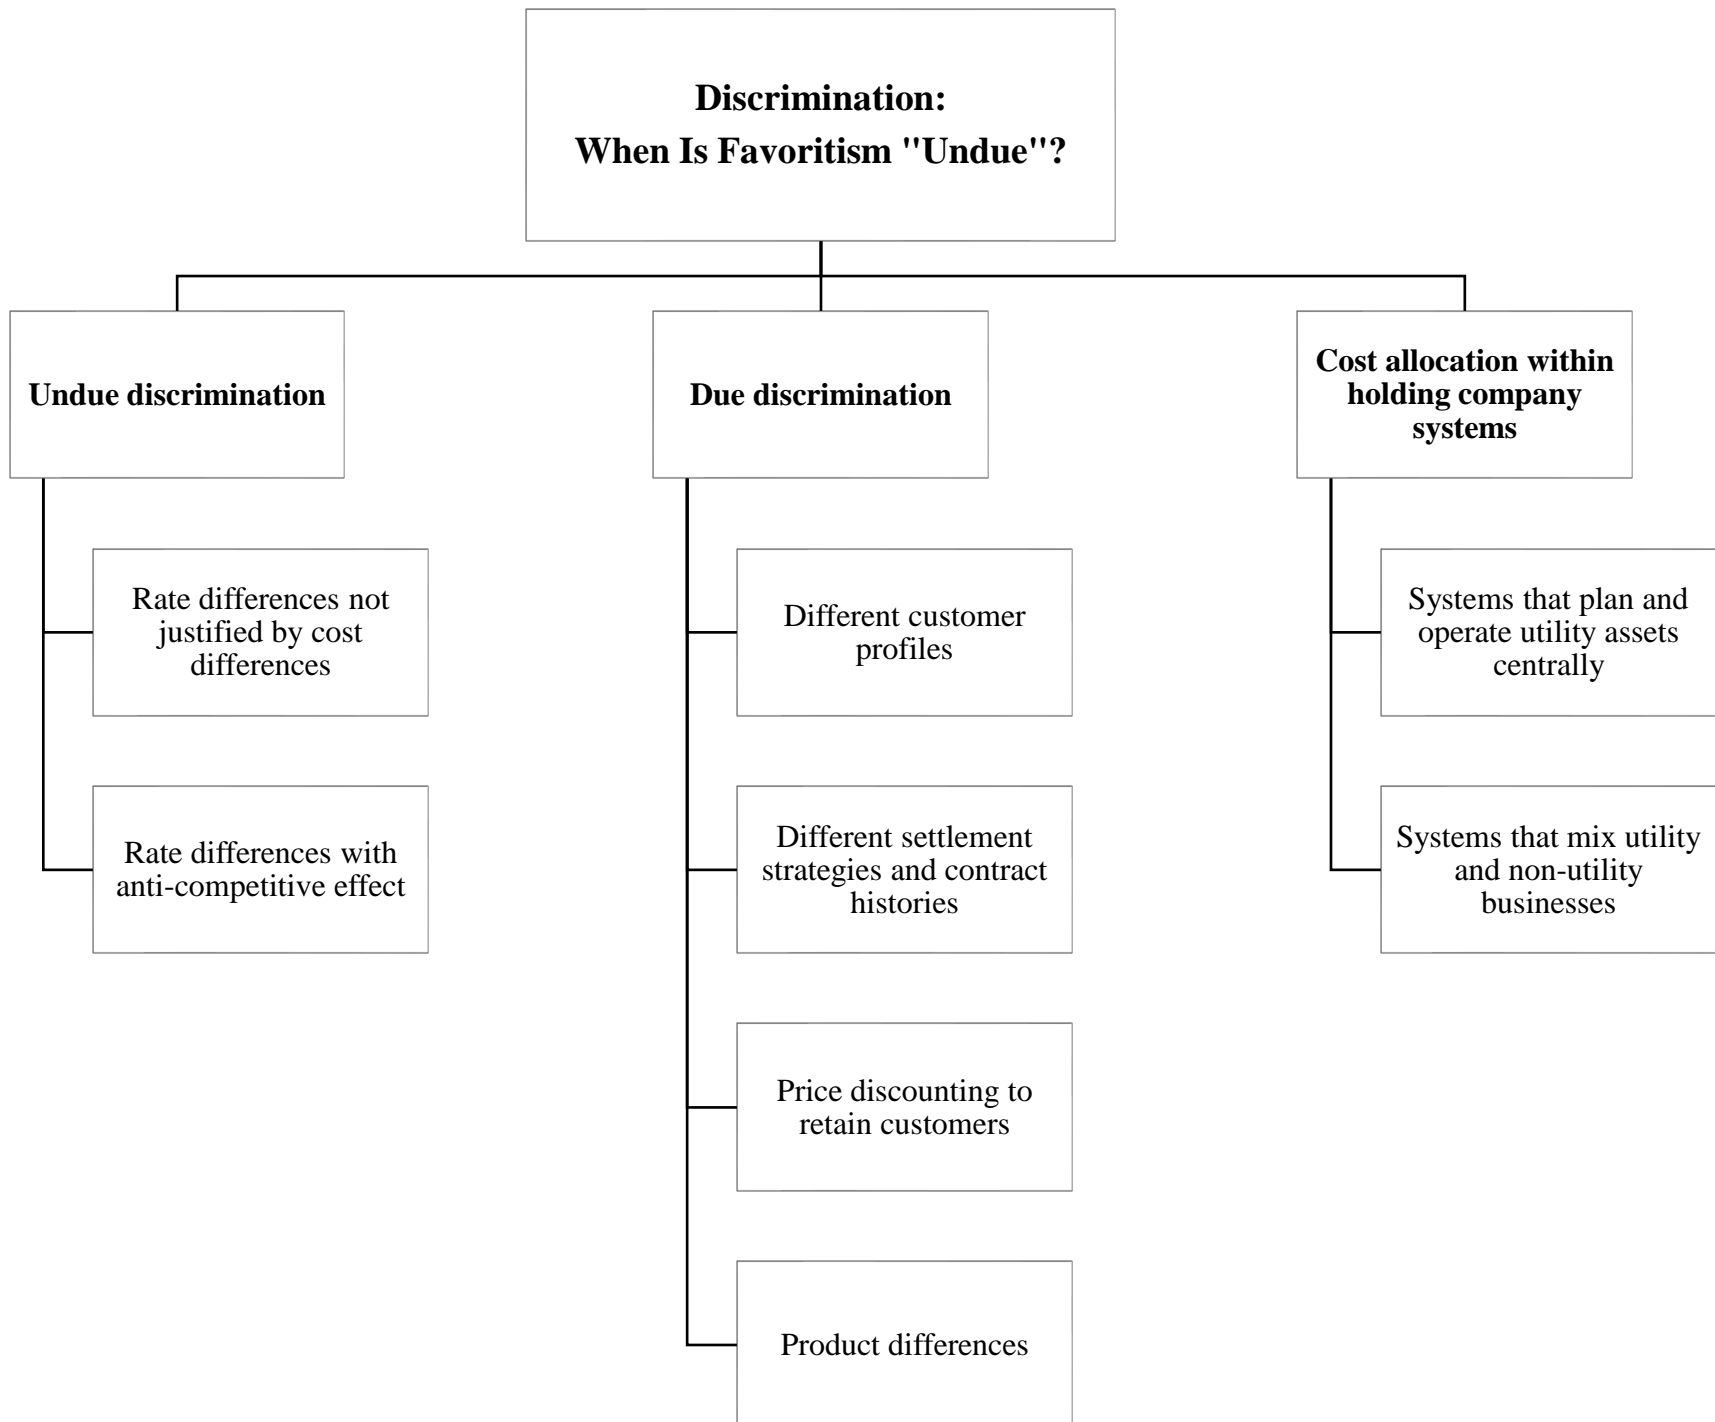 Discrimination:
When Is Favoritism "Undue"?
Undue discrimination
Rate differences not
justified by cost
differences
Rate differences with
anti-competitive effect
Due discrimination
Different customer
profiles
Different settlement
strategies and contract
histories
Price discounting to
retain customers
Product differences
Cost allocation within
holding company
systems
Systems that plan and
operate utility assets
centrally
Systems that mix utility
and non-utility
businesses